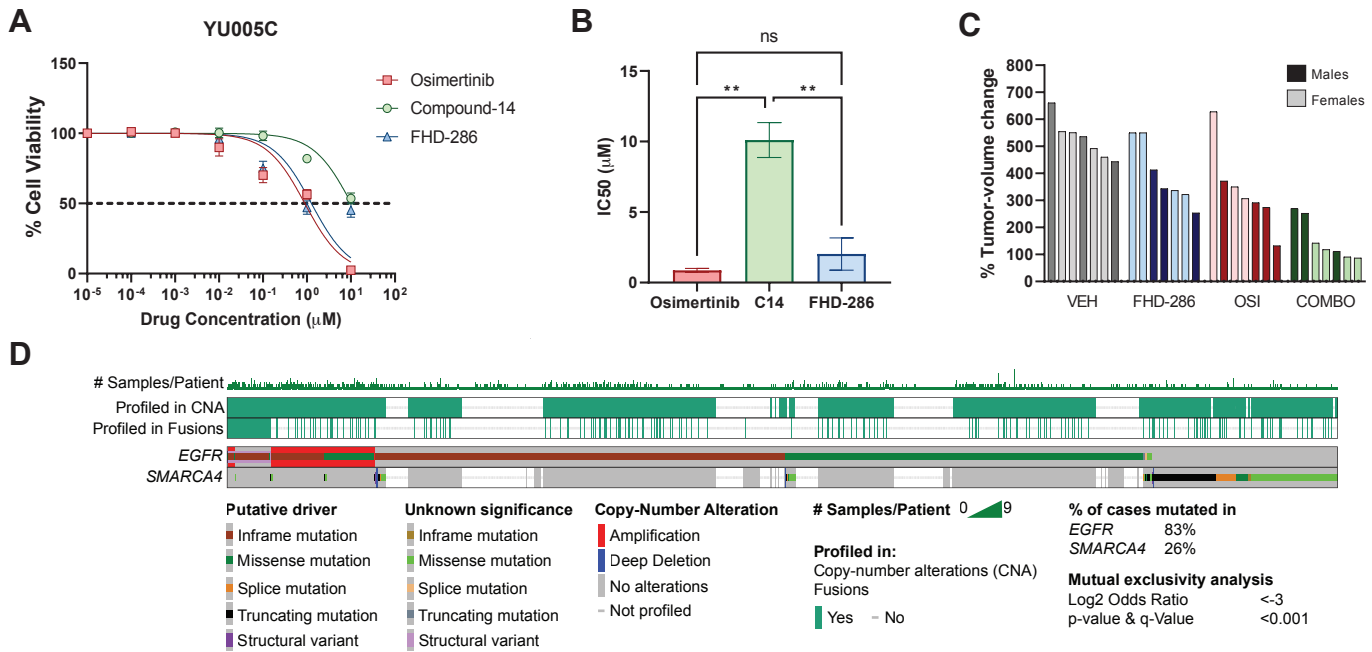 A
YU005C
150
100
50
0
% Cell Viability
10⁻⁵ 10⁻⁴ 10⁻³ 10⁻² 10⁻¹ 10⁰ 10¹ 10²
Drug Concentration (μM)
Osimertinib
Compound-14
FHD-286
B
ns
** **
15
10
5
0
IC50 (μM)
Osimertinib C14 FHD-286
C
800
700
600
500
400
300
200
100
0
% Tumor-volume change
Males
Females
VEH FHD-286 OSI COMBO
D
# Samples/Patient
Profiled in CNA
Profiled in Fusions
EGFR
SMARCA4
Putative driver
Inframe mutation
Missense mutation
Splice mutation
Truncating mutation
Structural variant
Unknown significance
Inframe mutation
Missense mutation
Splice mutation
Truncating mutation
Structural variant
Copy-Number Alteration
Amplification
Deep Deletion
No alterations
Not profiled
# Samples/Patient 0 9
Profiled in:
Copy-number alterations (CNA)
Fusions
Yes No
% of cases mutated in
EGFR 83%
SMARCA4 26%
Mutual exclusivity analysis
Log2 Odds Ratio <-3
p-value & q-Value <0.001